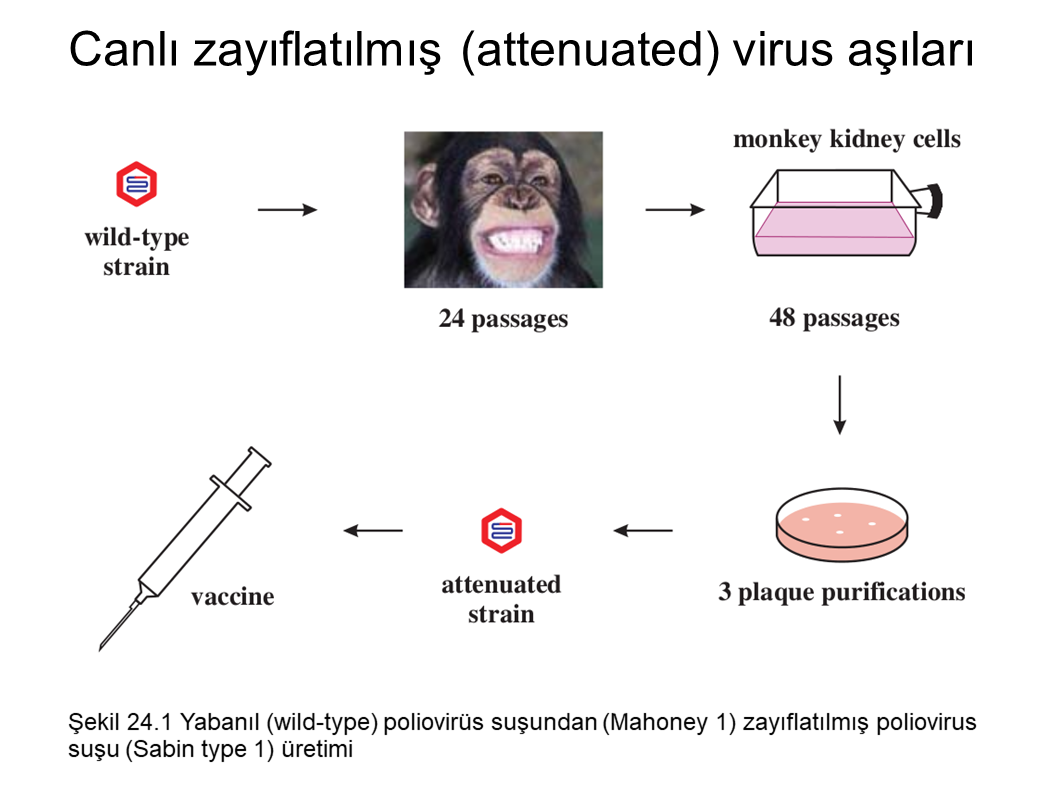 Canlı zayıflatılmış (attenuated) virus aşıları
monkey kidney cells
wild-type
strain
24 passages
48 passages
vaccine
attenuated
strain
3 plaque purifications
Şekil 24.1 Yabanıl (wild-type) poliovirüs suşundan (Mahoney 1) zayıflatılmış poliovirus
suşu (Sabin type 1) üretimi